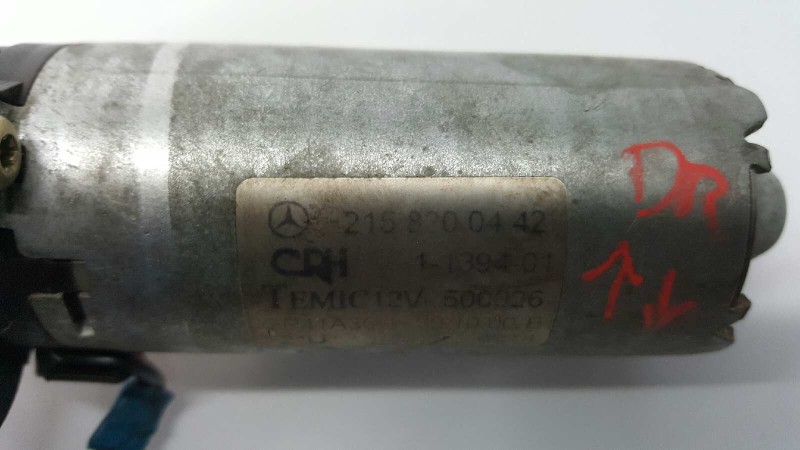 215 820 04 42
CRH 1-1394-01
TEMIC 12V 500026
DR
↑↓